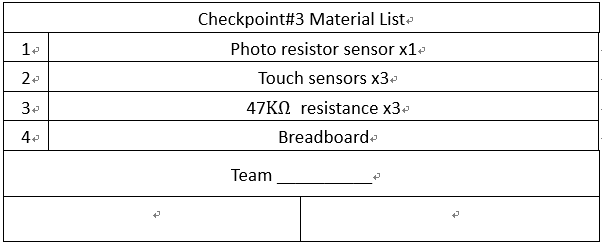 Checkpoint#3 Material List
1 Photo resistor sensor x1
2 Touch sensors x3
3 47KΩ resistance x3
4 Breadboard
Team ___________